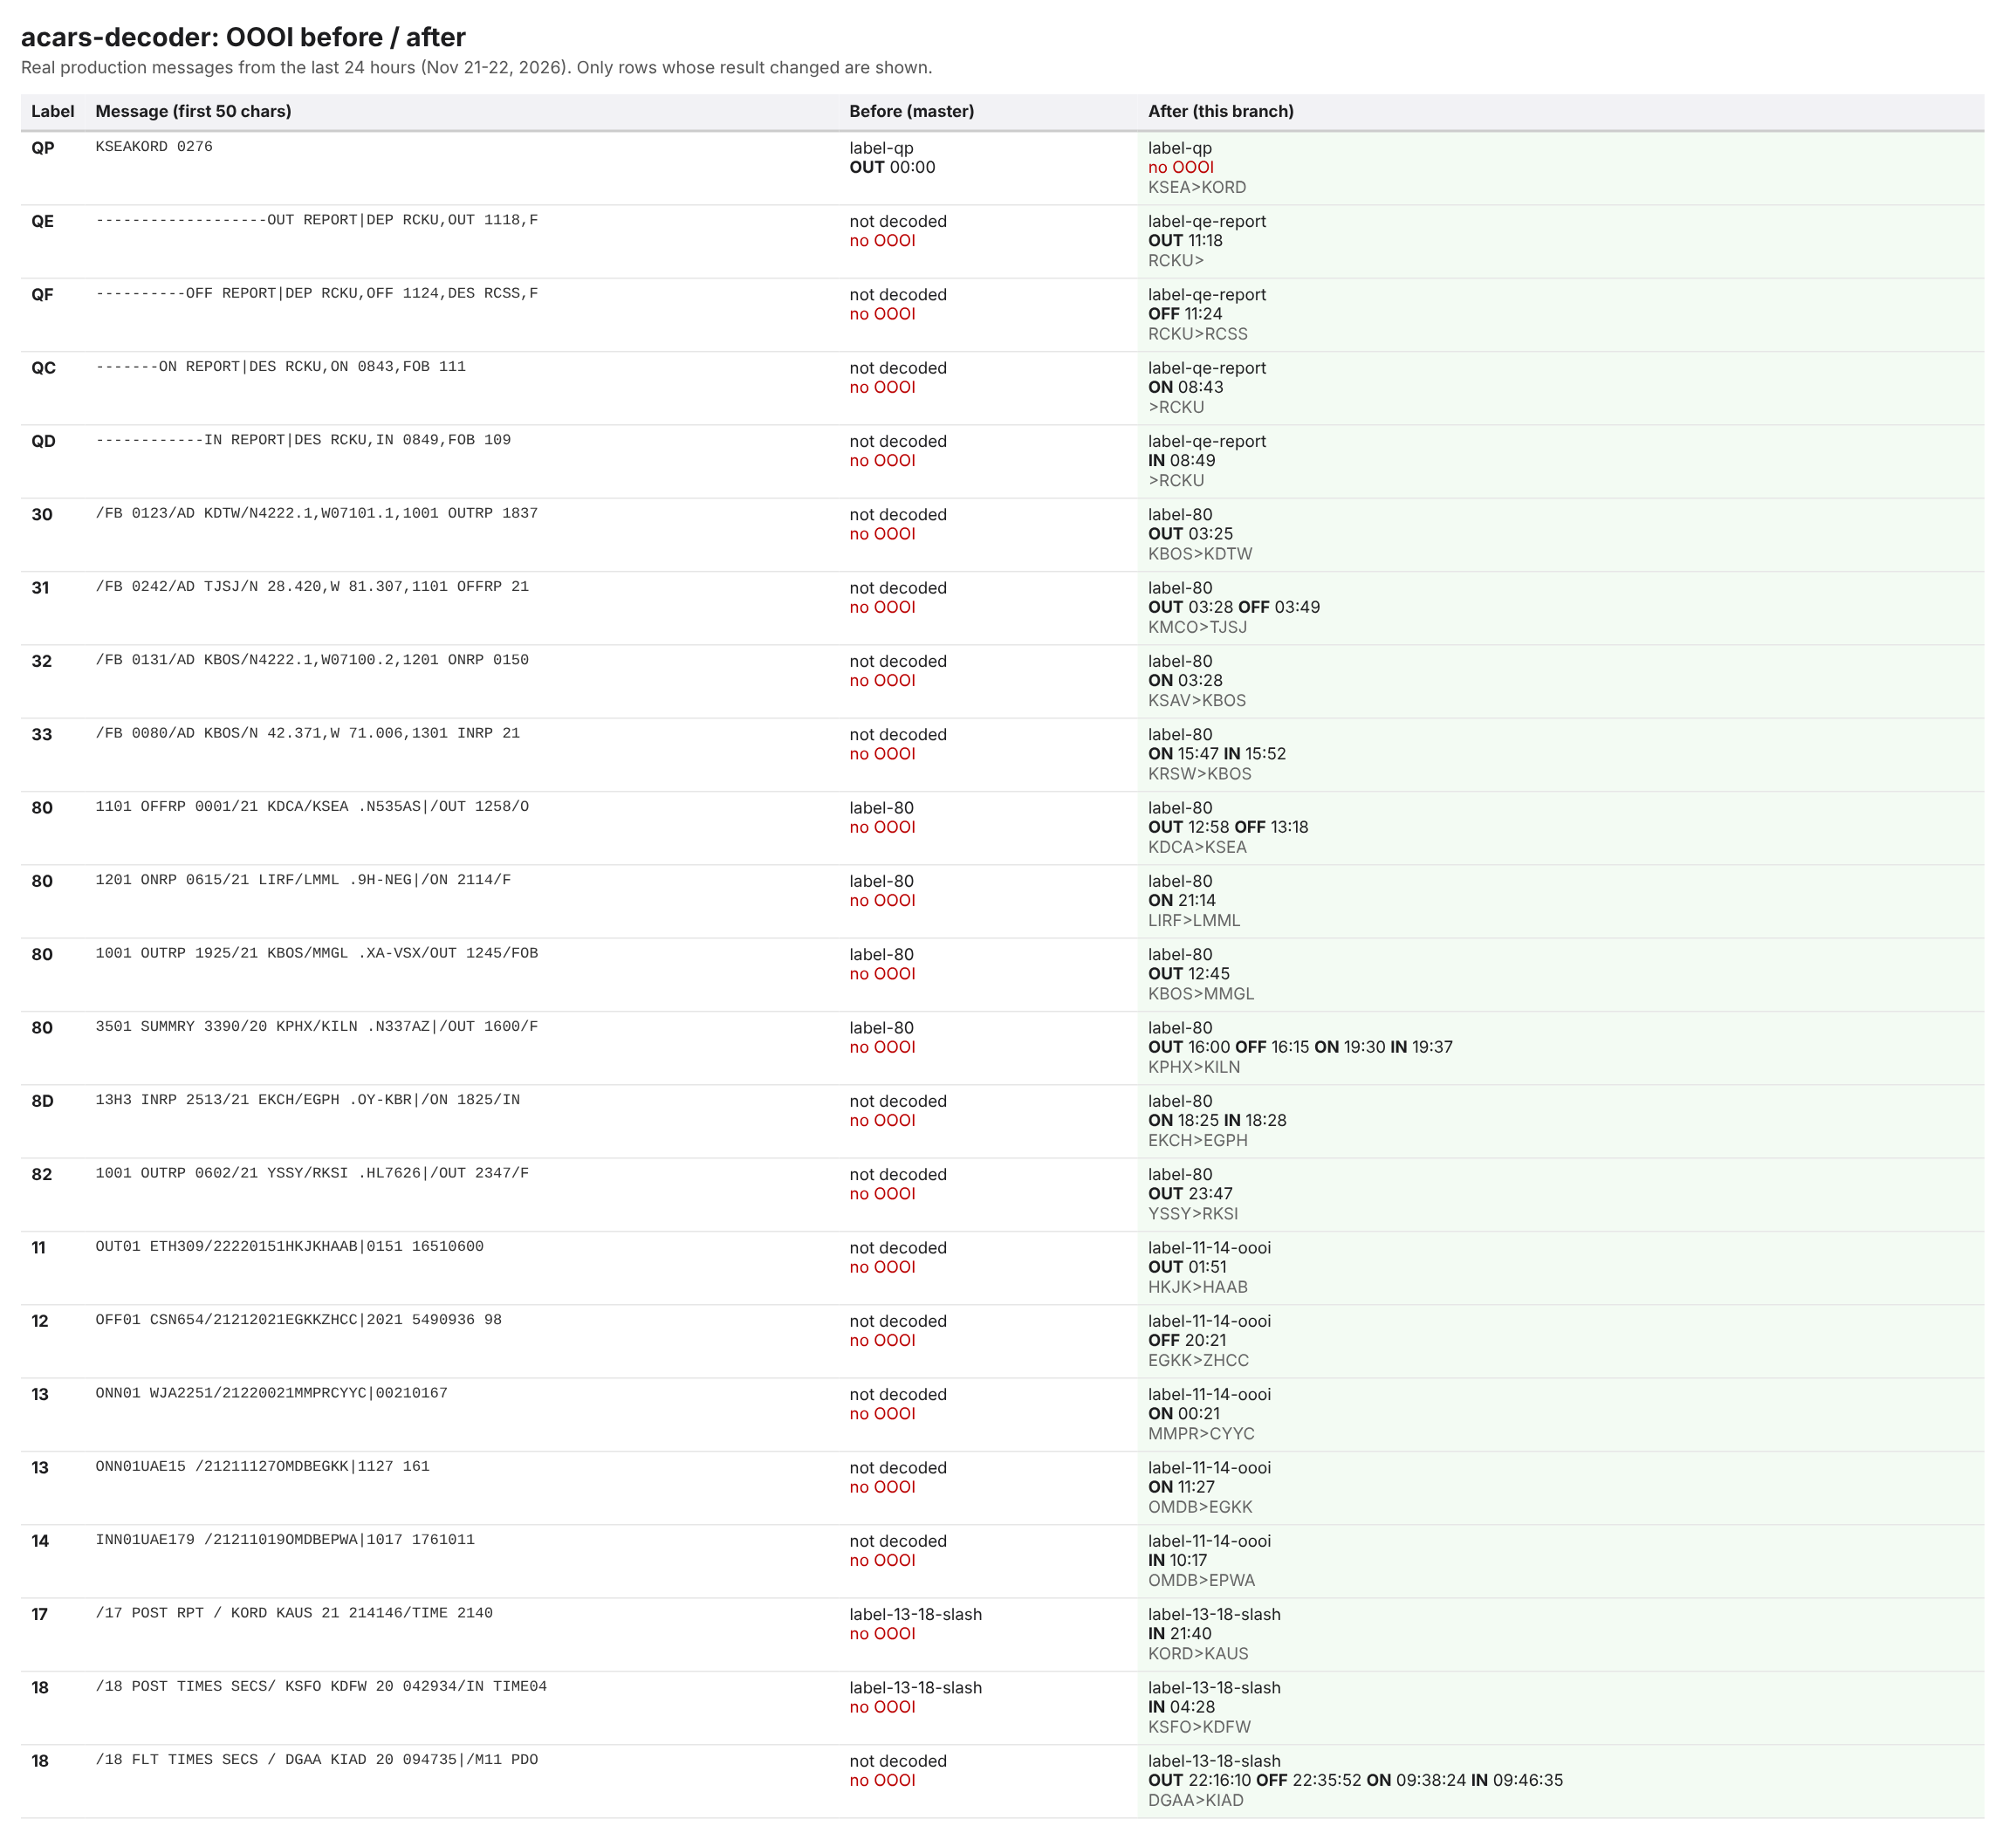 acars-decoder: OOOI before / after
Real production messages from the last 24 hours (Nov 21-22, 2026). Only rows whose result changed are shown.
Label Message (first 50 chars) Before (master) After (this branch)
QP KSEAKORD 0276 label-qp label-qp
OUT 00:00 no OOOI
KSEA>KORD
QE -------------------OUT REPORT|DEP RCKU,OUT 1118,F not decoded label-qe-report
no OOOI OUT 11:18
RCKU>
QF ----------OFF REPORT|DEP RCKU,OFF 1124,DES RCSS,F not decoded label-qe-report
no OOOI OFF 11:24
RCKU>RCSS
QC -------ON REPORT|DES RCKU,ON 0843,FOB 111 not decoded label-qe-report
no OOOI ON 08:43
>RCKU
QD ------------IN REPORT|DES RCKU,IN 0849,FOB 109 not decoded label-qe-report
no OOOI IN 08:49
>RCKU
30 /FB 0123/AD KDTW/N4222.1,W07101.1,1001 OUTRP 1837 not decoded label-80
no OOOI OUT 03:25
KBOS>KDTW
31 /FB 0242/AD TJSJ/N 28.420,W 81.307,1101 OFFRP 21 not decoded label-80
no OOOI OUT 03:28 OFF 03:49
KMCO>TJSJ
32 /FB 0131/AD KBOS/N4222.1,W07100.2,1201 ONRP 0150 not decoded label-80
no OOOI ON 03:28
KSAV>KBOS
33 /FB 0080/AD KBOS/N 42.371,W 71.006,1301 INRP 21 not decoded label-80
no OOOI ON 15:47 IN 15:52
KRSW>KBOS
80 1101 OFFRP 0001/21 KDCA/KSEA .N535AS|/OUT 1258/O label-80 label-80
no OOOI OUT 12:58 OFF 13:18
KDCA>KSEA
80 1201 ONRP 0615/21 LIRF/LMML .9H-NEG|/ON 2114/F label-80 label-80
no OOOI ON 21:14
LIRF>LMML
80 1001 OUTRP 1925/21 KBOS/MMGL .XA-VSX/OUT 1245/FOB label-80 label-80
no OOOI OUT 12:45
KBOS>MMGL
80 3501 SUMMRY 3390/20 KPHX/KILN .N337AZ|/OUT 1600/F label-80 label-80
no OOOI OUT 16:00 OFF 16:15 ON 19:30 IN 19:37
KPHX>KILN
8D 13H3 INRP 2513/21 EKCH/EGPH .OY-KBR|/ON 1825/IN not decoded label-80
no OOOI ON 18:25 IN 18:28
EKCH>EGPH
82 1001 OUTRP 0602/21 YSSY/RKSI .HL7626|/OUT 2347/F not decoded label-80
no OOOI OUT 23:47
YSSY>RKSI
11 OUT01 ETH309/22220151HKJKHAAB|0151 16510600 not decoded label-11-14-oooi
no OOOI OUT 01:51
HKJK>HAAB
12 OFF01 CSN654/21212021EGKKZHCC|2021 5490936 98 not decoded label-11-14-oooi
no OOOI OFF 20:21
EGKK>ZHCC
13 ONN01 WJA2251/21220021MMPRCYYC|00210167 not decoded label-11-14-oooi
no OOOI ON 00:21
MMPR>CYYC
13 ONN01UAE15 /21211127OMDBEGKK|1127 161 not decoded label-11-14-oooi
no OOOI ON 11:27
OMDB>EGKK
14 INN01UAE179 /21211019OMDBEPWA|1017 1761011 not decoded label-11-14-oooi
no OOOI IN 10:17
OMDB>EPWA
17 /17 POST RPT / KORD KAUS 21 214146/TIME 2140 label-13-18-slash label-13-18-slash
no OOOI IN 21:40
KORD>KAUS
18 /18 POST TIMES SECS/ KSFO KDFW 20 042934/IN TIME04 label-13-18-slash label-13-18-slash
no OOOI IN 04:28
KSFO>KDFW
18 /18 FLT TIMES SECS / DGAA KIAD 20 094735|/M11 PDO not decoded label-13-18-slash
no OOOI OUT 22:16:10 OFF 22:35:52 ON 09:38:24 IN 09:46:35
DGAA>KIAD